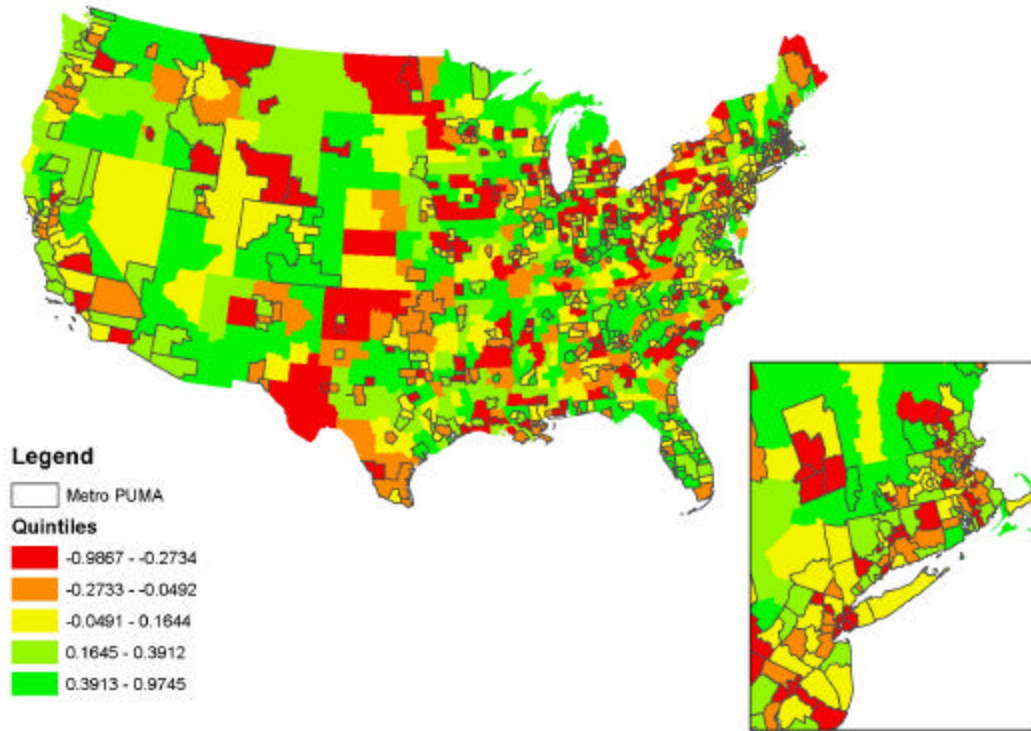 Legend
Metro PUMA
Quintiles
-0.9867 - -0.2734
-0.2733 - -0.0492
-0.0491 - 0.1644
0.1645 - 0.3912
0.3913 - 0.9745